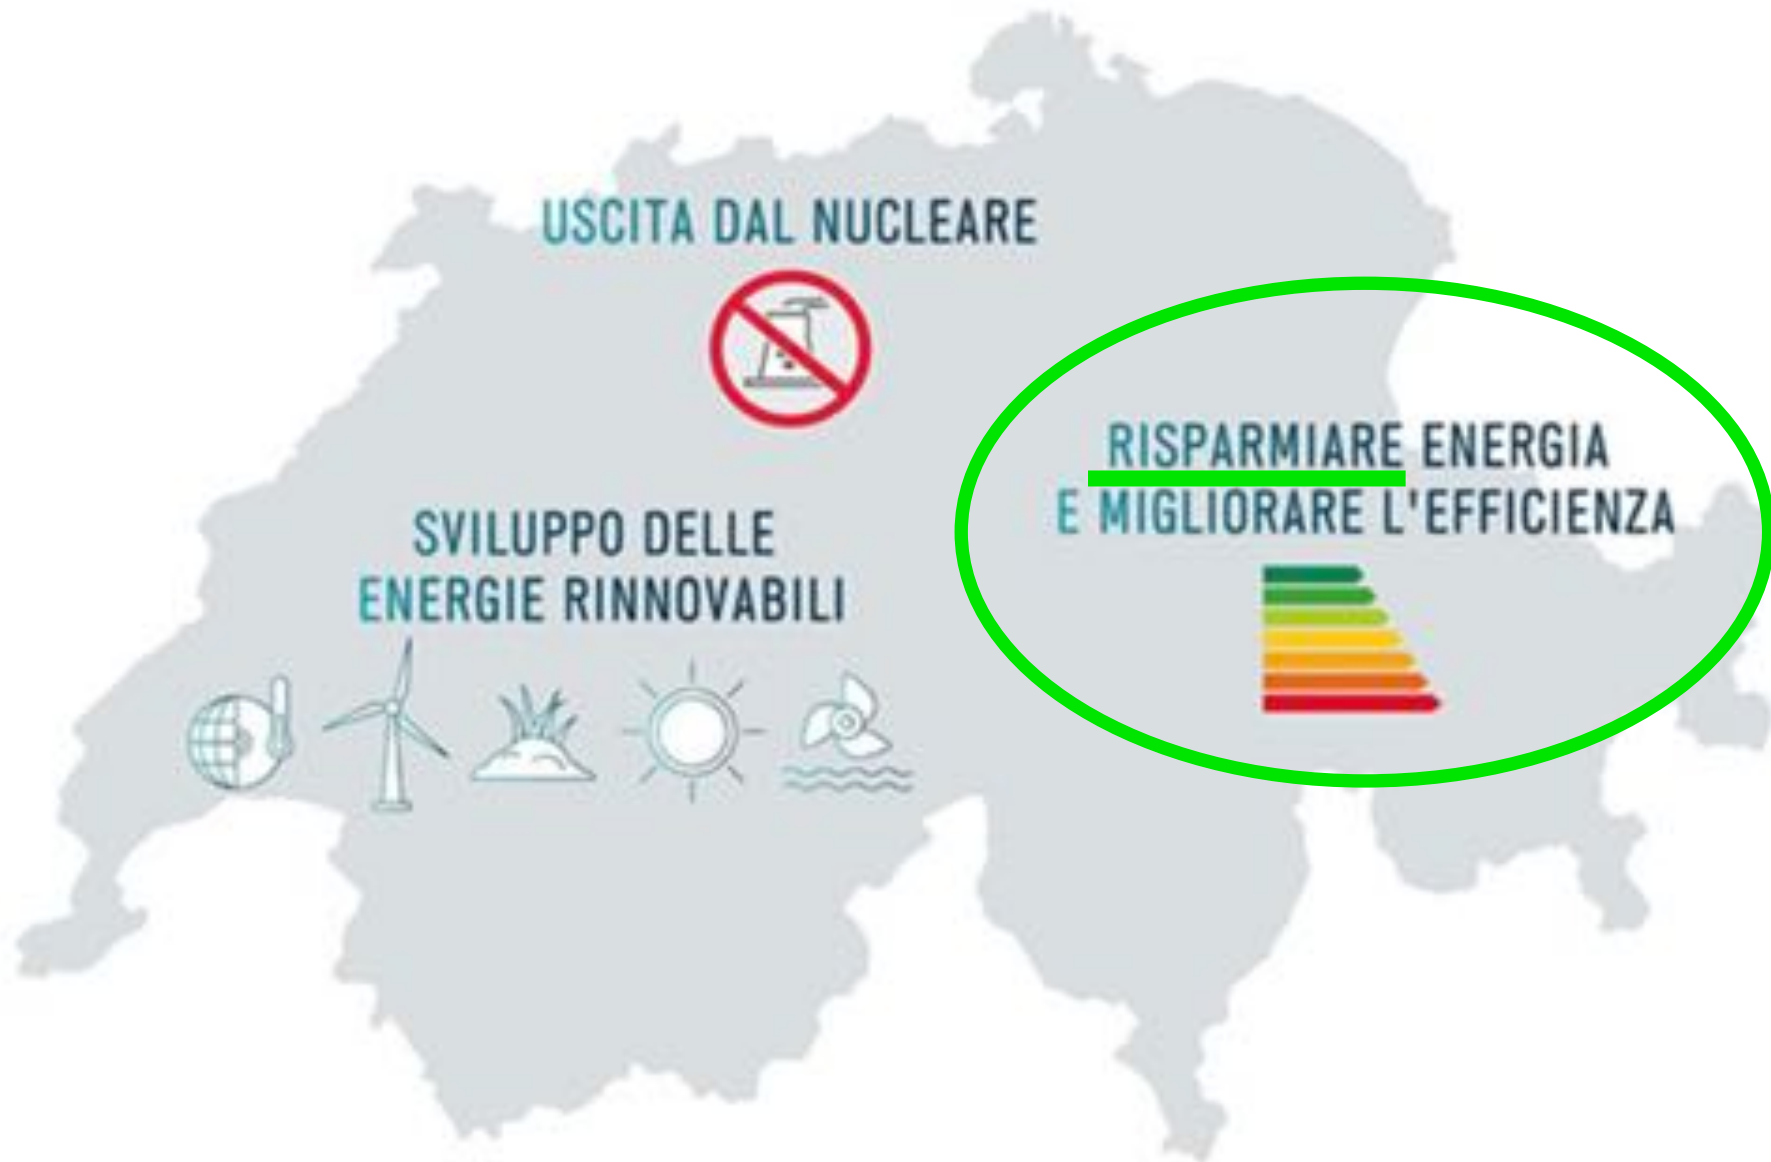 USCITA DAL NUCLEARE
SVILUPPO DELLE
ENERGIE RINNOVABILI
RISPARMIARE ENERGIA
E MIGLIORARE L'EFFICIENZA